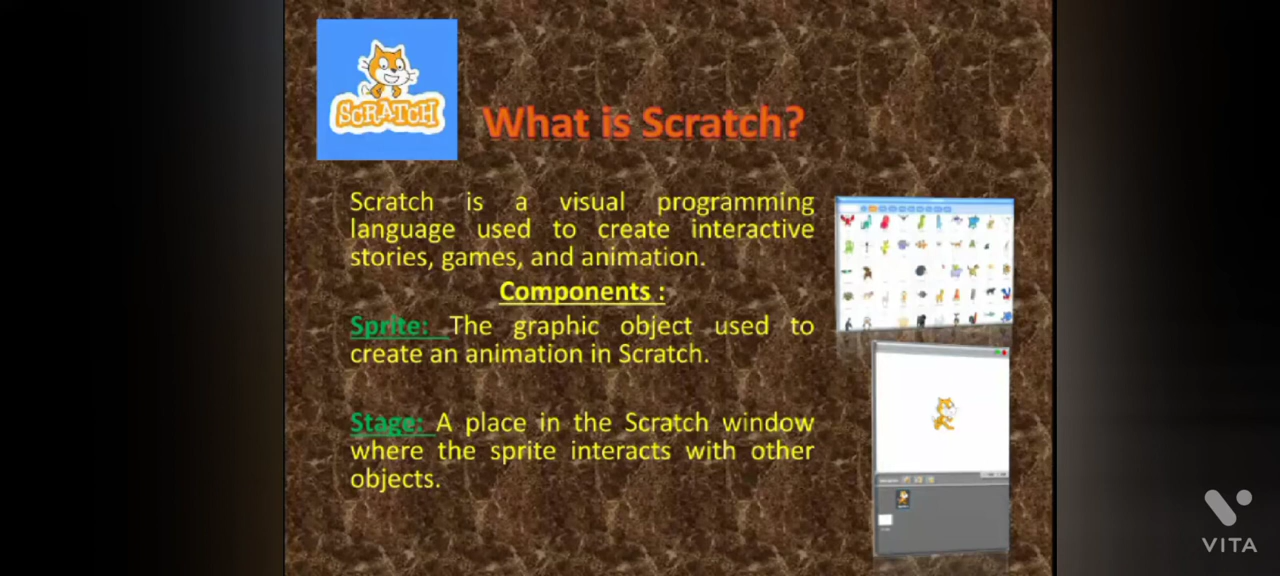 SCRATCH
What is Scratch?
Scratch is a visual programming
language used to create interactive
stories, games, and animation.
Components :
Sprite: The graphic object used to
create an animation in Scratch.
Stage: A place in the Scratch window
where the sprite interacts with other
objects.
VITA